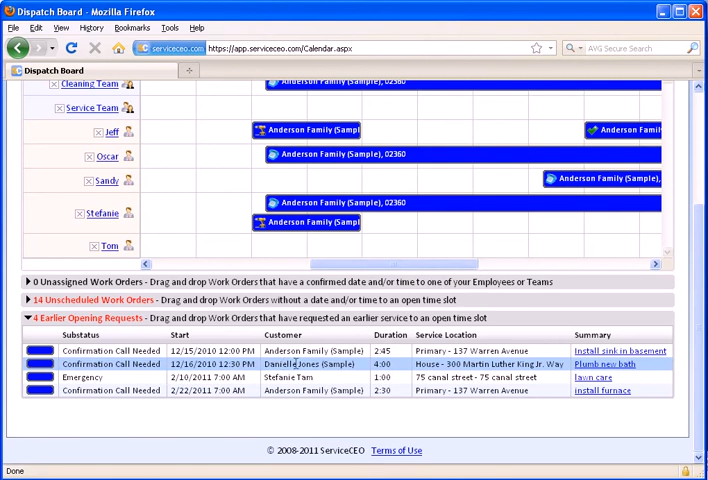 Dispatch Board - Mozilla Firefox
File Edit View History Bookmarks Tools Help
serviceceo.com https://app.serviceceo.com/Calendar.aspx AVG Secure Search
Dispatch Board
Cleaning Team Anderson Family (Sample), 02360
Service Team
Jeff Anderson Family (Sampl Anderson Famil
Oscar Anderson Family (Sample), 02360
Sandy Anderson Family (Sample),
Stefanie Anderson Family (Sample), 02360
Anderson Family (Sampl
Tom
0 Unassigned Work Orders - Drag and drop Work Orders that have a confirmed date and/or time to one of your Employees or Teams
14 Unscheduled Work Orders - Drag and drop Work Orders without a date and/or time to an open time slot
4 Earlier Opening Requests - Drag and drop Work Orders that have requested an earlier service to an open time slot
Substatus Start Customer Duration Service Location Summary
Confirmation Call Needed 12/15/2010 12:00 PM Anderson Family (Sample) 2:45 Primary - 137 Warren Avenue Install sink in basement
Confirmation Call Needed 12/16/2010 12:30 PM Danielle Jones (Sample) 4:00 House - 300 Martin Luther King Jr. Way Plumb new bath
Emergency 2/10/2011 7:00 AM Stefanie Tam 1:00 75 canal street - 75 canal street lawn care
Confirmation Call Needed 2/22/2011 7:00 AM Anderson Family (Sample) 2:30 Primary - 137 Warren Avenue install furnace
© 2008-2011 ServiceCEO Terms of Use
Done